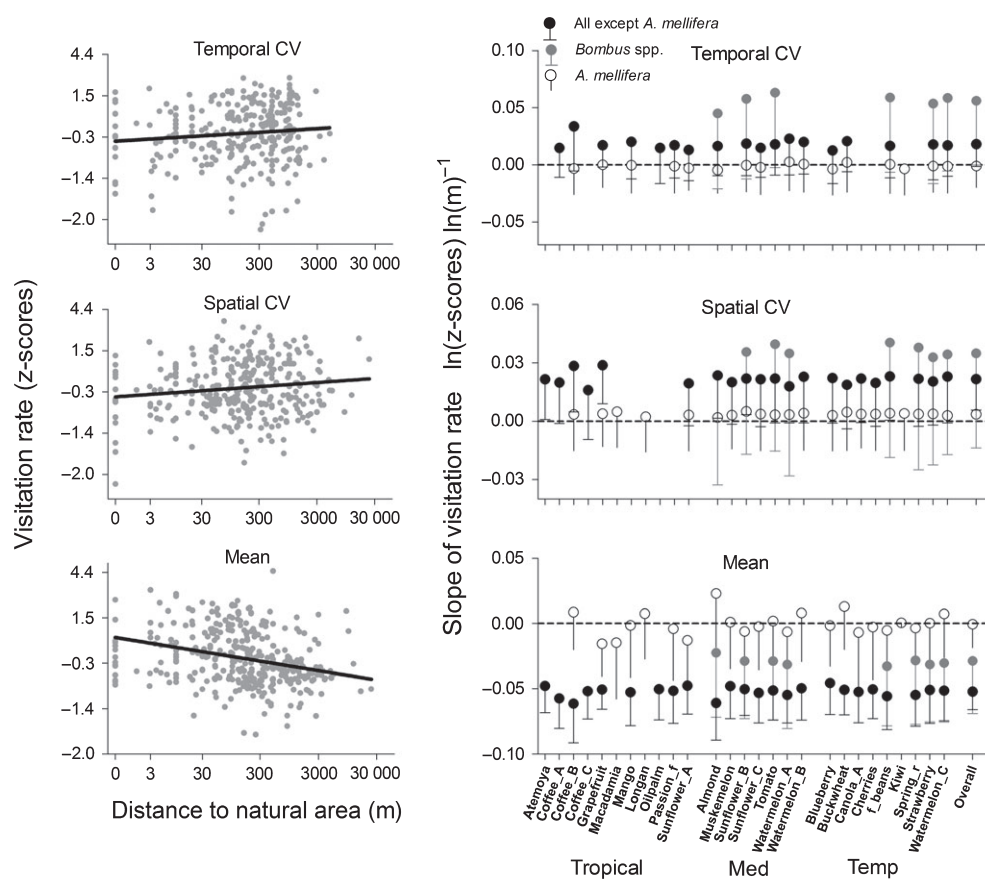 All except A. mellifera
Bombus spp.
A. mellifera
Temporal CV
4.4
1.5
–0.3
–1.4
–2.0
0 3 30 300 3000 30 000
Spatial CV
4.4
1.5
–0.3
–1.4
–2.0
0 3 30 300 3000 30 000
Mean
4.4
1.5
–0.3
–1.4
–2.0
0 3 30 300 3000 30 000
Visitation rate (z-scores)
Distance to natural area (m)
Slope of visitation rate ln(z-scores) ln(m)⁻¹
Temporal CV
0.10
0.05
0.00
–0.05
Spatial CV
0.06
0.03
0.00
–0.03
Mean
0.05
0.00
–0.05
–0.10
Atemoya
Coffee_A
Coffee_B
Coffee_C
Grapefruit
Macadamia
Mango
Longan
Oilpalm
Passion_f
Sunflower_A
Almond
Muskemelon
Sunflower_B
Sunflower_C
Tomato
Watermelon_A
Watermelon_B
Blueberry
Buckwheat
Canola_A
Cherries
f_beans
Kiwi
Spring_r
Strawberry
Watermelon_C
Overall
Tropical Med Temp